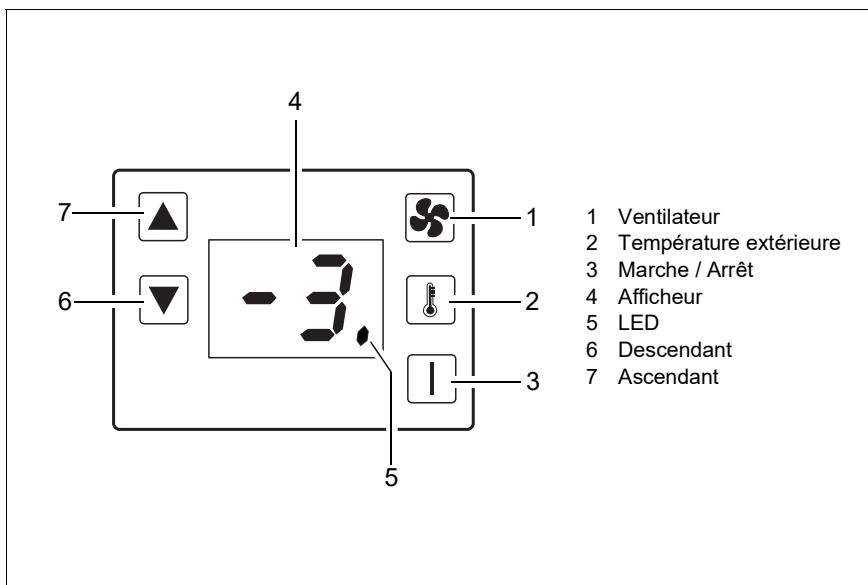 4
7
1
6
2
3
5
-3.
1 Ventilateur
2 Température extérieure
3 Marche / Arrêt
4 Afficheur
5 LED
6 Descendant
7 Ascendant